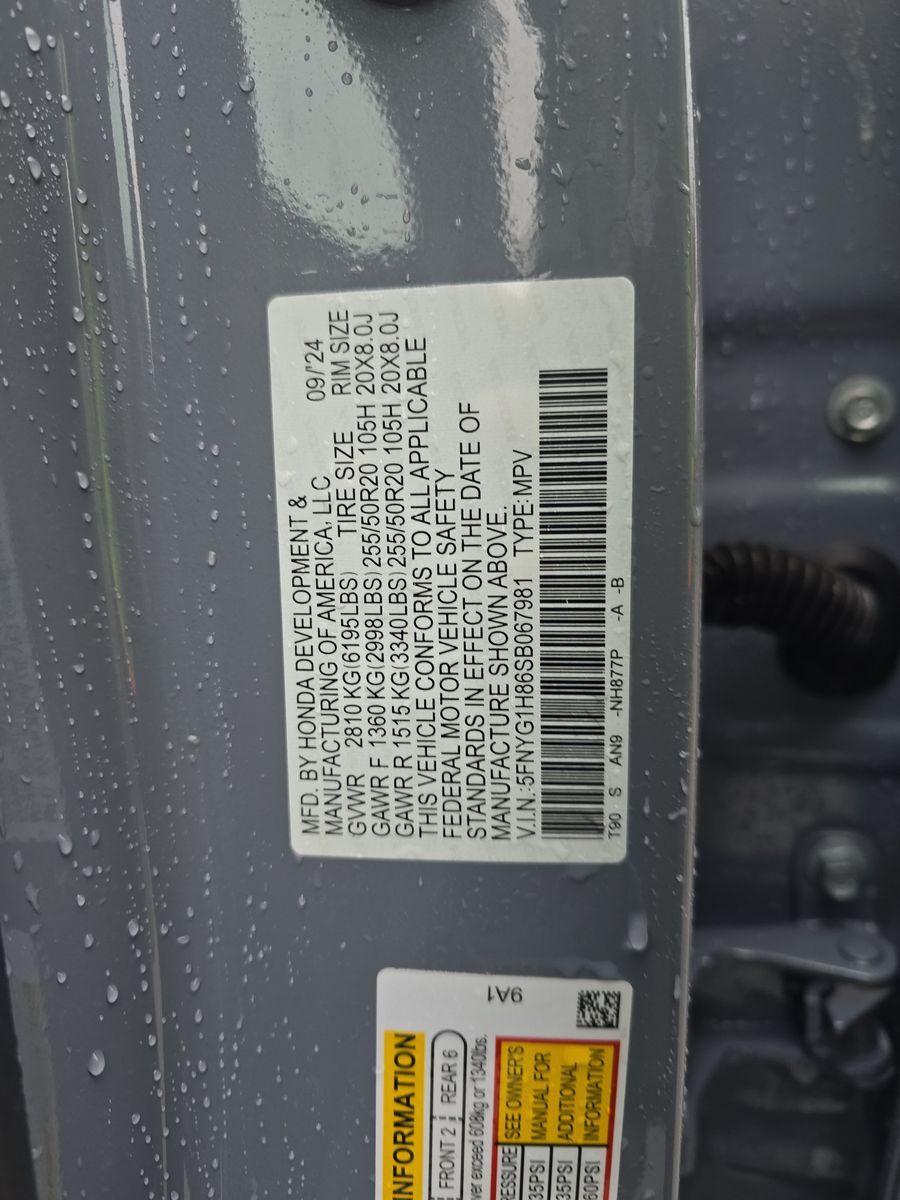 MFD. BY HONDA DEVELOPMENT &
MANUFACTURING OF AMERICA, LLC 09/'24
GVWR 2810 KG(6195LBS) TIRE SIZE RIM SIZE
GAWR F 1360 KG(2998LBS) 255/50R20 105H 20X8.0J
GAWR R 1515 KG(3340LBS) 255/50R20 105H 20X8.0J
THIS VEHICLE CONFORMS TO ALL APPLICABLE
FEDERAL MOTOR VEHICLE SAFETY
STANDARDS IN EFFECT ON THE DATE OF
MANUFACTURE SHOWN ABOVE.
V.I.N.:5FNYG1H86SB067981 TYPE:MPV
T90 S AN9 -NH877P -A -B
INFORMATION
FRONT 2 REAR 6
exceed 608kg or 1340lbs.
35PSI SEE OWNER'S
MANUAL FOR
35PSI ADDITIONAL
60PSI INFORMATION
9A1